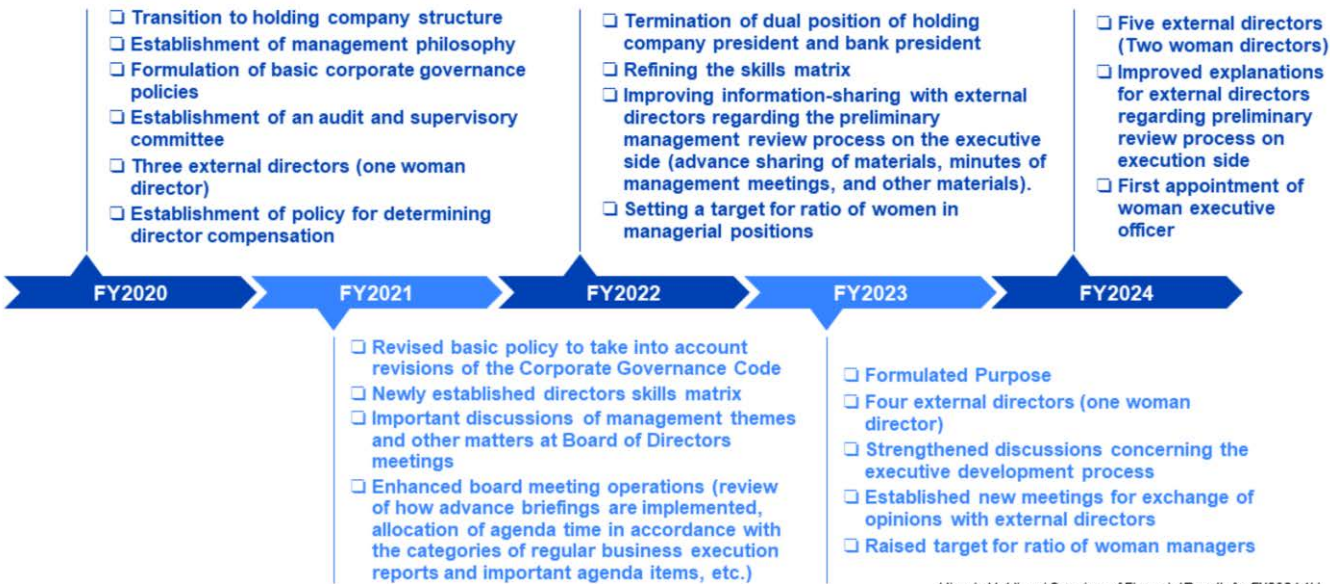 ❏ Transition to holding company structure
❏ Establishment of management philosophy
❏ Formulation of basic corporate governance
policies
❏ Establishment of an audit and supervisory
committee
❏ Three external directors (one woman
director)
❏ Establishment of policy for determining
director compensation
❏ Termination of dual position of holding
company president and bank president
❏ Refining the skills matrix
❏ Improving information-sharing with external
directors regarding the preliminary
management review process on the executive
side (advance sharing of materials, minutes of
management meetings, and other materials).
❏ Setting a target for ratio of women in
managerial positions
❏ Five external directors
(Two woman directors)
❏ Improved explanations
for external directors
regarding preliminary
review process on
execution side
❏ First appointment of
woman executive
officer
FY2020
FY2021
FY2022
FY2023
FY2024
❏ Revised basic policy to take into account
revisions of the Corporate Governance Code
❏ Newly established directors skills matrix
❏ Important discussions of management themes
and other matters at Board of Directors
meetings
❏ Enhanced board meeting operations (review
of how advance briefings are implemented,
allocation of agenda time in accordance with
the categories of regular business execution
reports and important agenda items, etc.)
❏ Formulated Purpose
❏ Four external directors (one woman
director)
❏ Strengthened discussions concerning the
executive development process
❏ Established new meetings for exchange of
opinions with external directors
❏ Raised target for ratio of woman managers